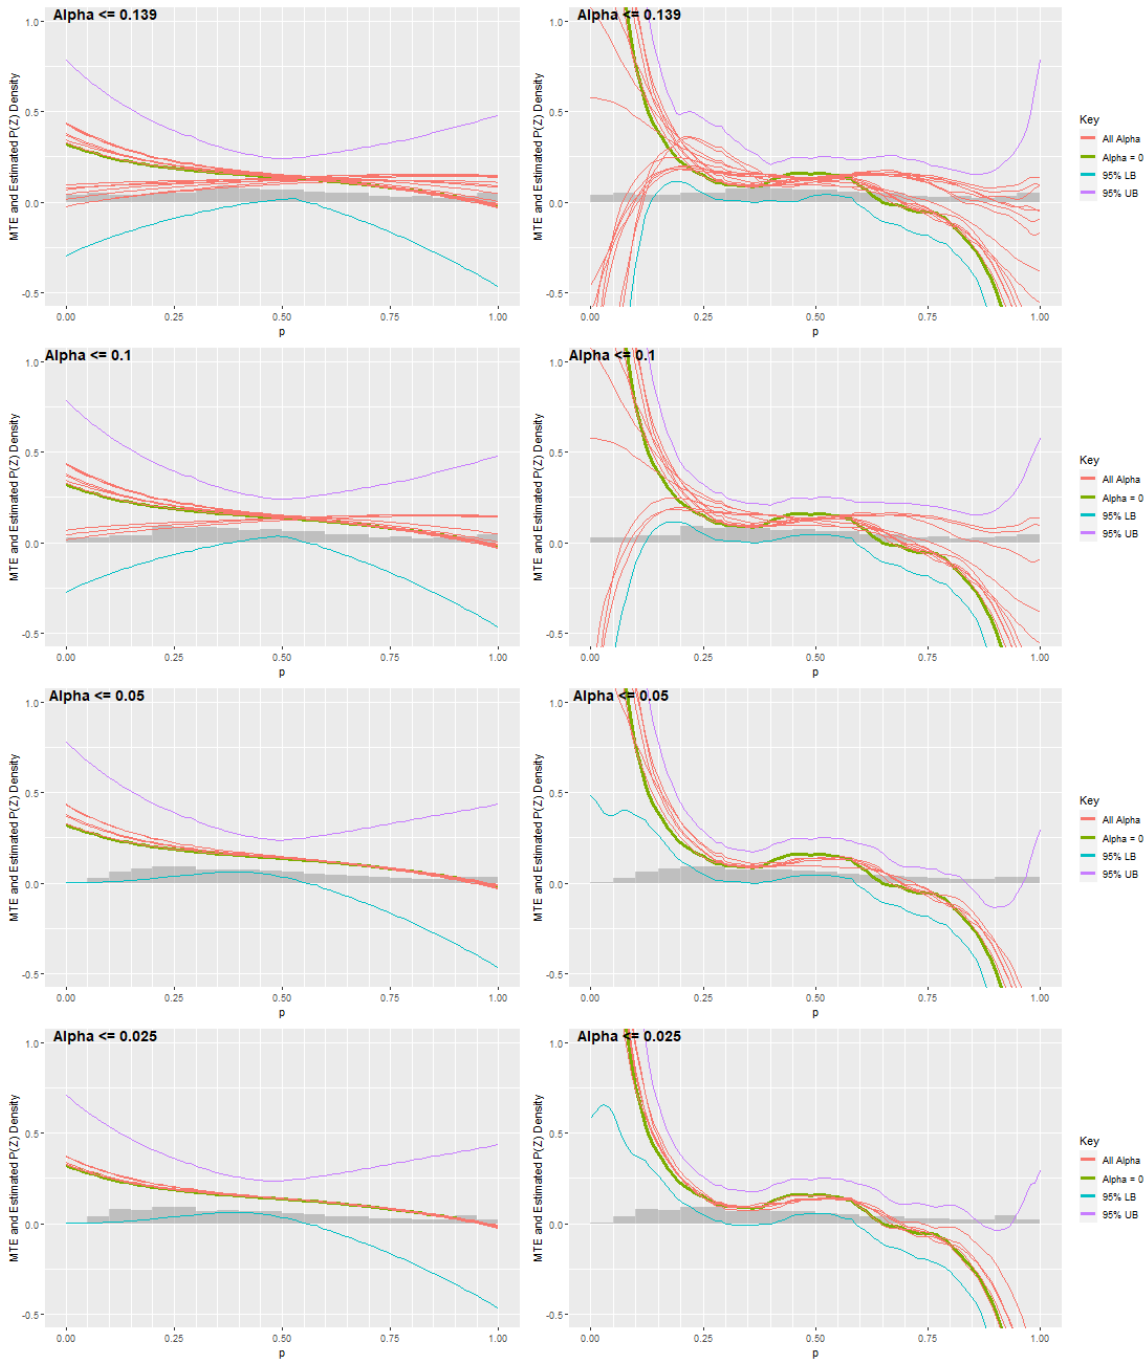 Alpha <= 0.139
MTE and Estimated P(Z) Density
1.0
0.5
0.0
-0.5
0.00
0.25
0.50
0.75
1.00
p
Alpha <= 0.139
MTE and Estimated P(Z) Density
1.0
0.5
0.0
-0.5
0.00
0.25
0.50
0.75
1.00
p
Key
All Alpha
Alpha = 0
95% LB
95% UB
Alpha <= 0.1
MTE and Estimated P(Z) Density
1.0
0.5
0.0
-0.5
0.00
0.25
0.50
0.75
1.00
p
Alpha <= 0.1
MTE and Estimated P(Z) Density
1.0
0.5
0.0
-0.5
0.00
0.25
0.50
0.75
1.00
p
Key
All Alpha
Alpha = 0
95% LB
95% UB
Alpha <= 0.05
MTE and Estimated P(Z) Density
1.0
0.5
0.0
-0.5
0.00
0.25
0.50
0.75
1.00
p
Alpha <= 0.05
MTE and Estimated P(Z) Density
1.0
0.5
0.0
-0.5
0.00
0.25
0.50
0.75
1.00
p
Key
All Alpha
Alpha = 0
95% LB
95% UB
Alpha <= 0.025
MTE and Estimated P(Z) Density
1.0
0.5
0.0
-0.5
0.00
0.25
0.50
0.75
1.00
p
Alpha <= 0.025
MTE and Estimated P(Z) Density
1.0
0.5
0.0
-0.5
0.00
0.25
0.50
0.75
1.00
p
Key
All Alpha
Alpha = 0
95% LB
95% UB